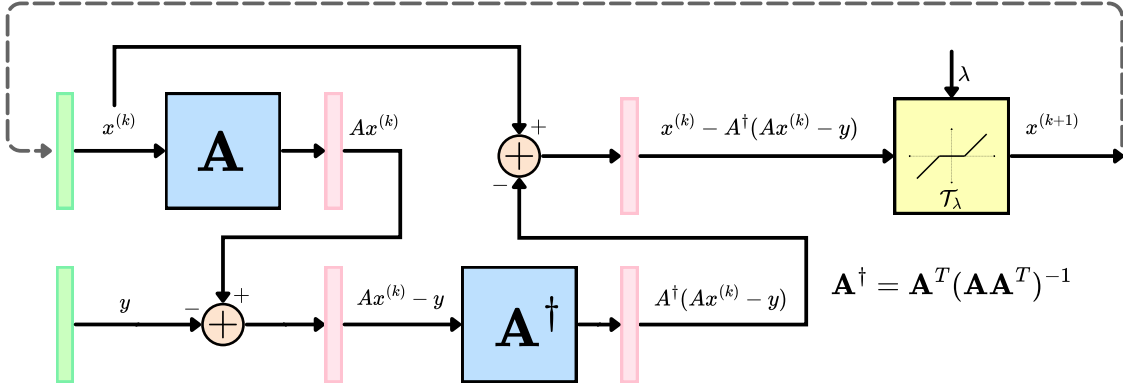 λ
x^{(k)}
A
Ax^{(k)}
+
−
x^{(k)} − A^†(Ax^{(k)} − y)
𝒯_λ
x^{(k+1)}
y
−
+
Ax^{(k)} − y
A^†
A^†(Ax^{(k)} − y)
A^† = A^T(AA^T)^{−1}